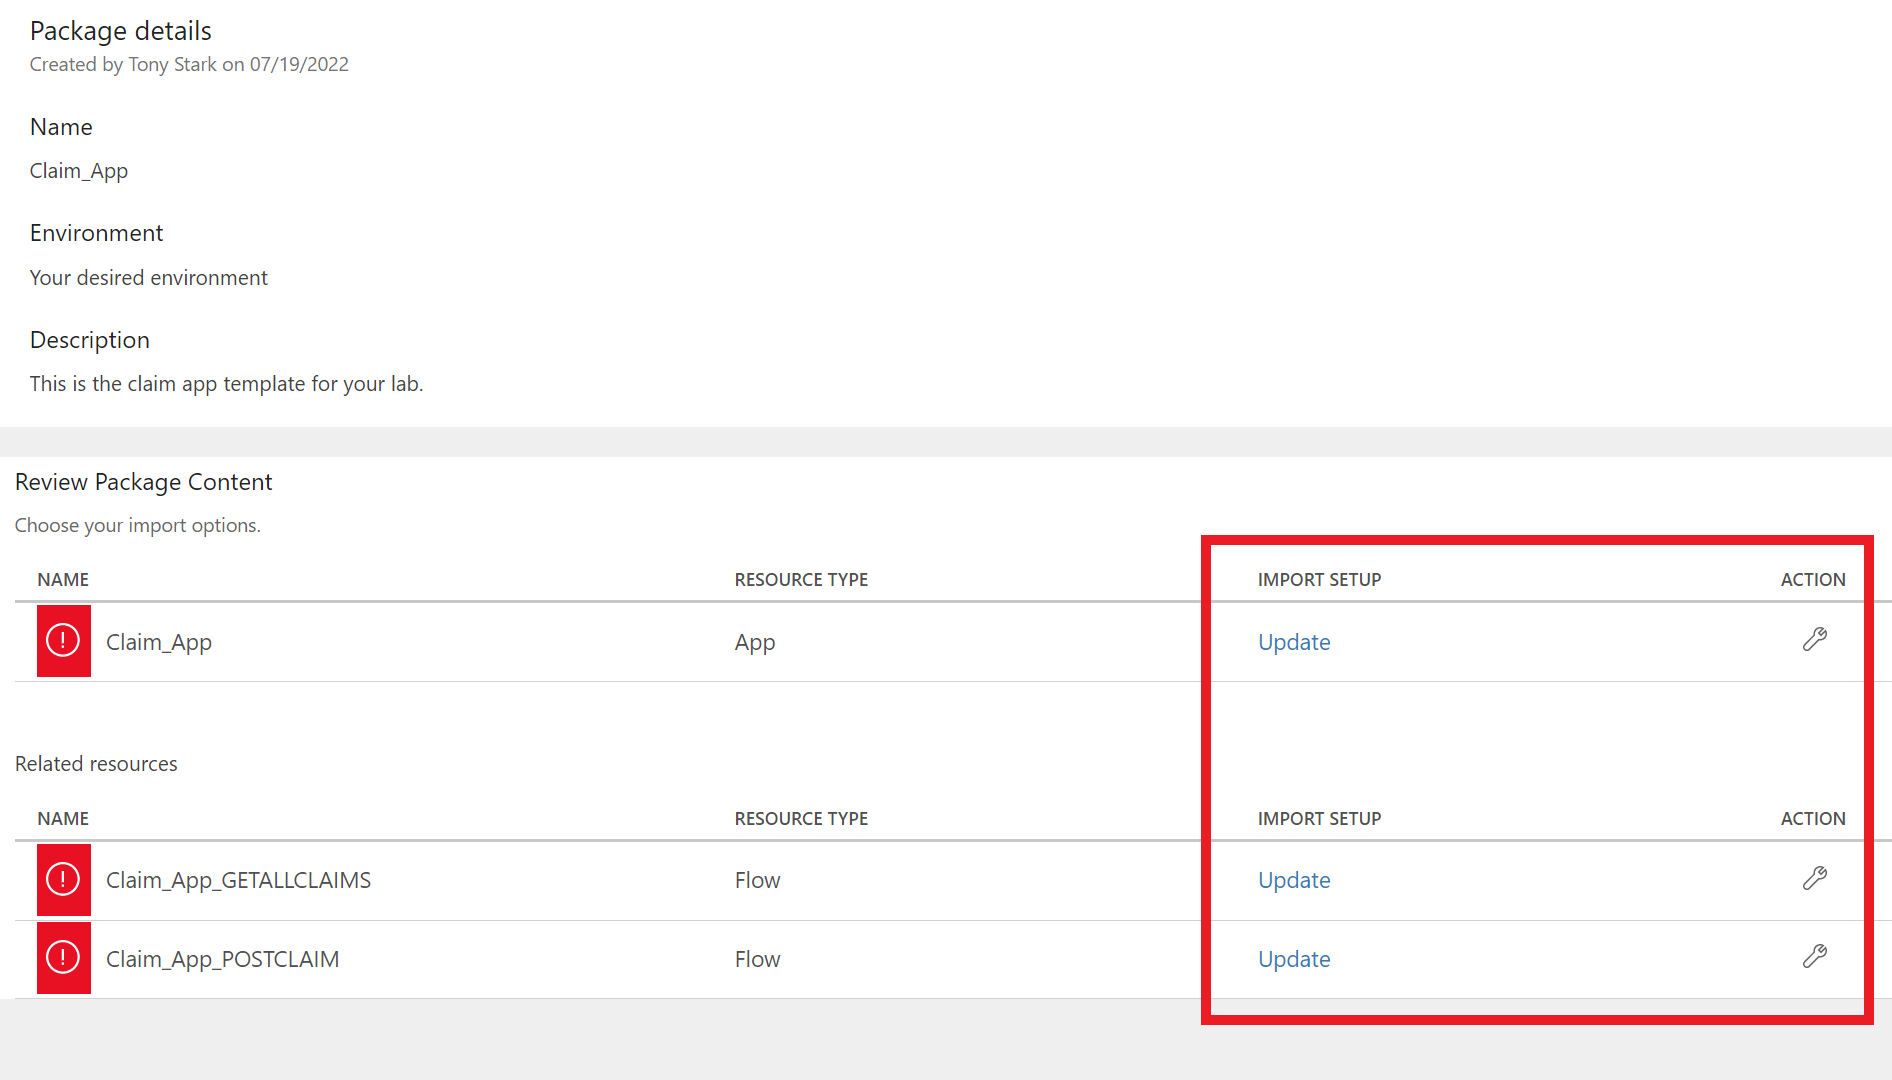 Package details
Created by Tony Stark on 07/19/2022
Name
Claim_App
Environment
Your desired environment
Description
This is the claim app template for your lab.
Review Package Content
Choose your import options.
NAME RESOURCE TYPE IMPORT SETUP ACTION
Claim_App App Update
Related resources
NAME RESOURCE TYPE IMPORT SETUP ACTION
Claim_App_GETALLCLAIMS Flow Update
Claim_App_POSTCLAIM Flow Update